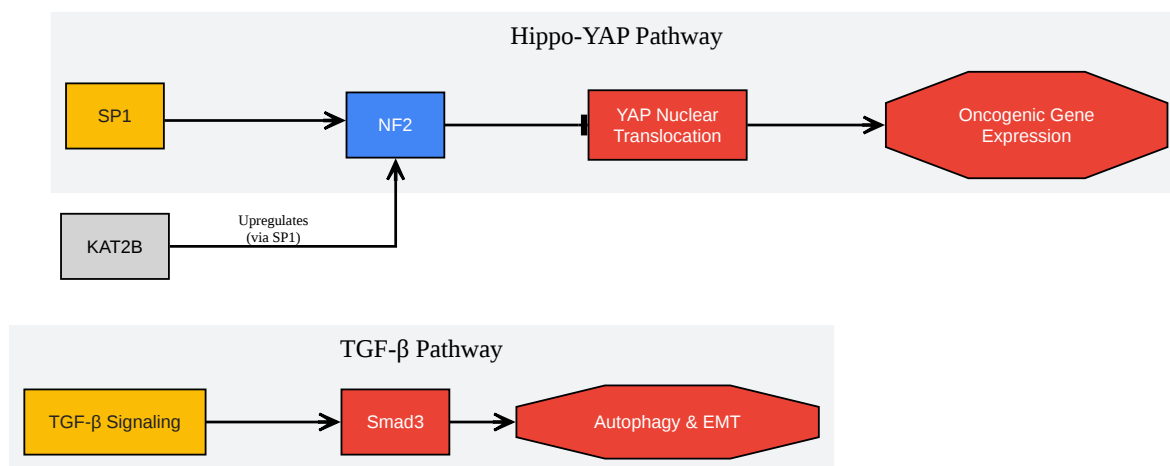 Hippo-YAP Pathway
SP1
NF2
YAP Nuclear
Translocation
Oncogenic Gene
Expression
KAT2B
Upregulates
(via SP1)
TGF-β Pathway
TGF-β Signaling
Smad3
Autophagy & EMT